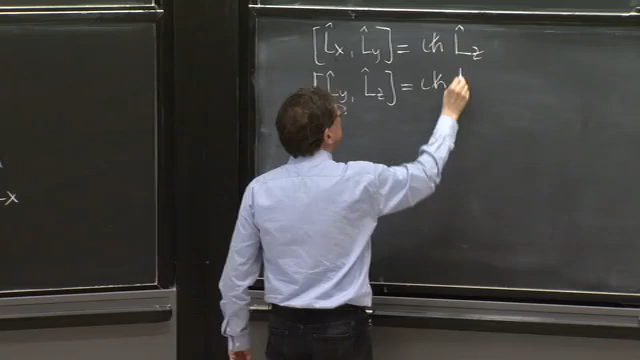 x
[L̂x, L̂y] = iħ L̂z
[L̂y, L̂z] = iħ